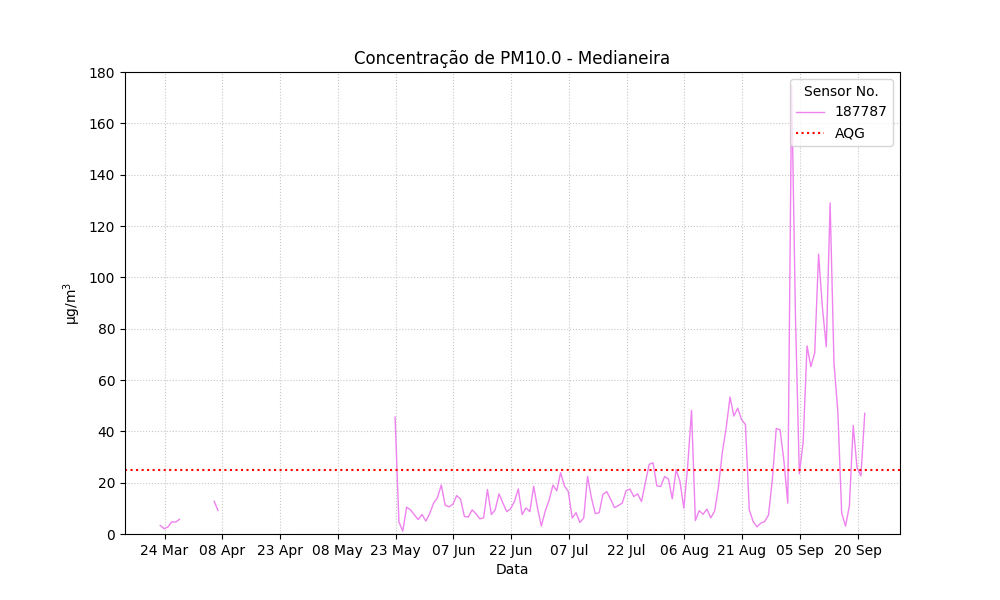 Concentração de PM10.0 - Medianeira
180
160
140
120
100
80
60
40
20
0
µg/m³
Sensor No.
187787
AQG
24 Mar 08 Apr 23 Apr 08 May 23 May 07 Jun 22 Jun 07 Jul 22 Jul 06 Aug 21 Aug 05 Sep 20 Sep
Data